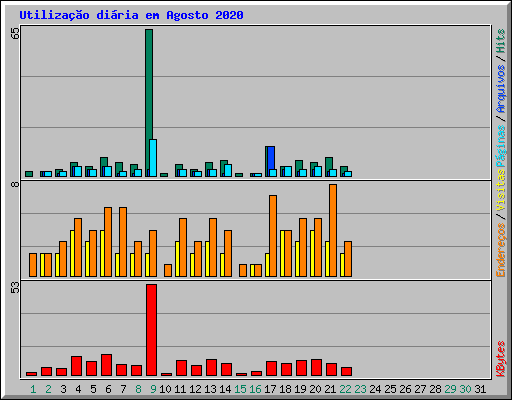 Utilização diária em Agosto 2020
65
8
53
Páginas / Arquivos / Hits
Endereços / Visitas
KBytes
1 2 3 4 5 6 7 8 9 10 11 12 13 14 15 16 17 18 19 20 21 22 23 24 25 26 27 28 29 30 31